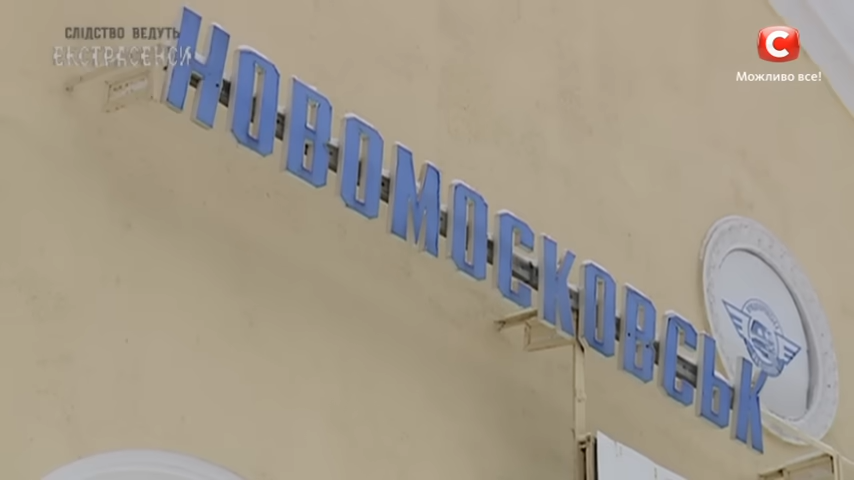 СЛІДСТВО ВЕДУТЬ
ЕКСТРАСЕНСИ
С
Можливо все!
НОВОМОСКОВСЬК